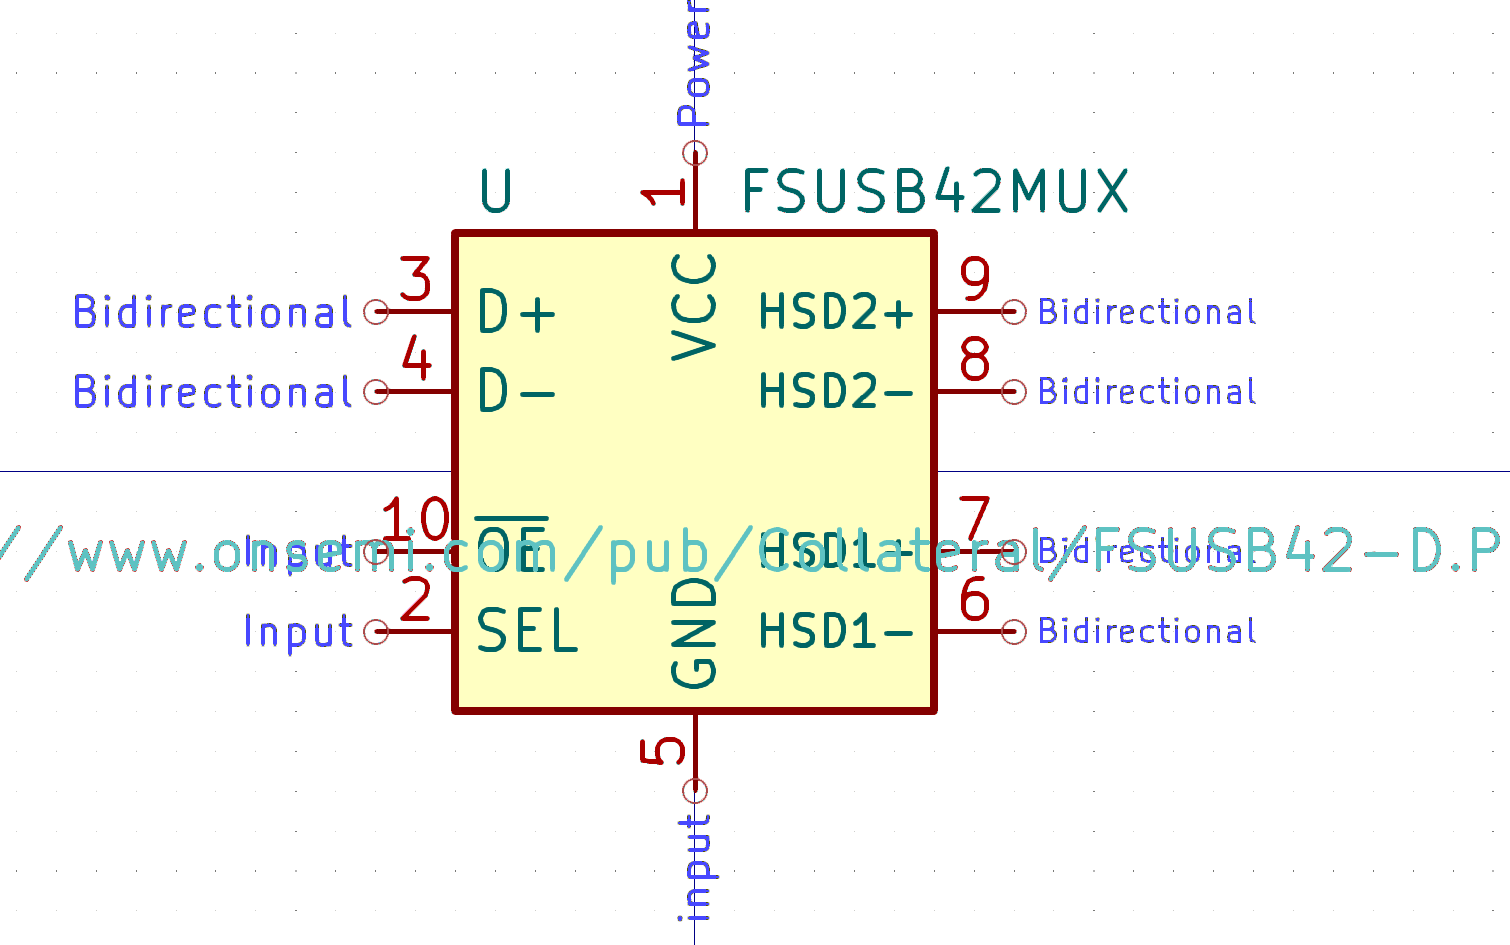 Power
U
1
FSUSB42MUX
3
9
Bidirectional
D+
VCC
HSD2+
Bidirectional
4
8
Bidirectional
D-
HSD2-
Bidirectional
10
7
Input
OE
HSD1+
Bidirectional
//www.onsemi.com/pub/Collateral/FSUSB42-D.P
2
6
Input
SEL
GND
HSD1-
Bidirectional
5
input